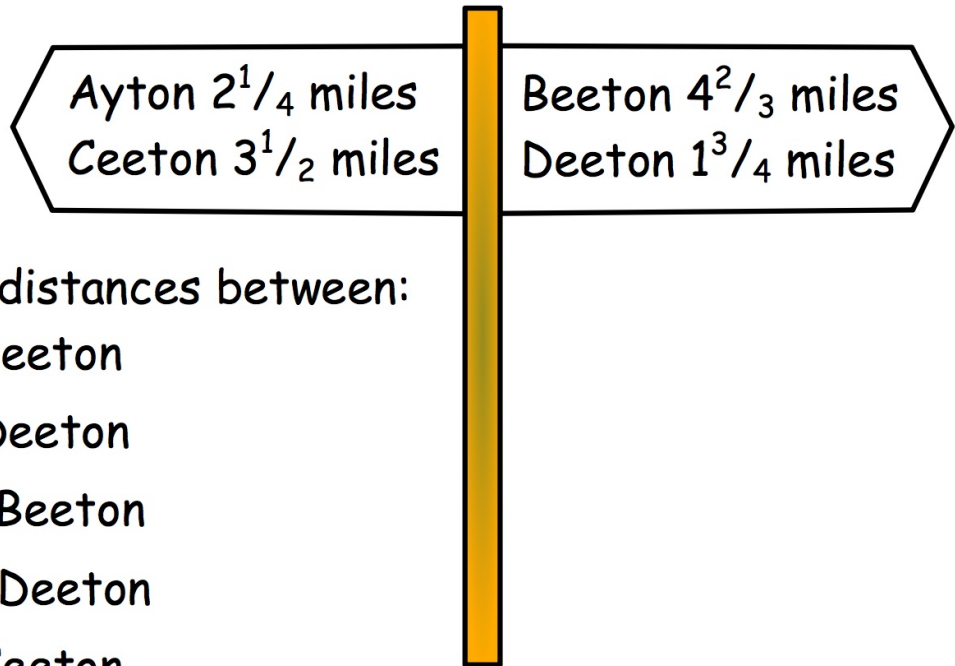 Ayton 2¹/₄ miles
Ceeton 3¹/₂ miles
Beeton 4²/₃ miles
Deeton 1³/₄ miles
distances between:
eeton
eeton
Beeton
Deeton
eeton